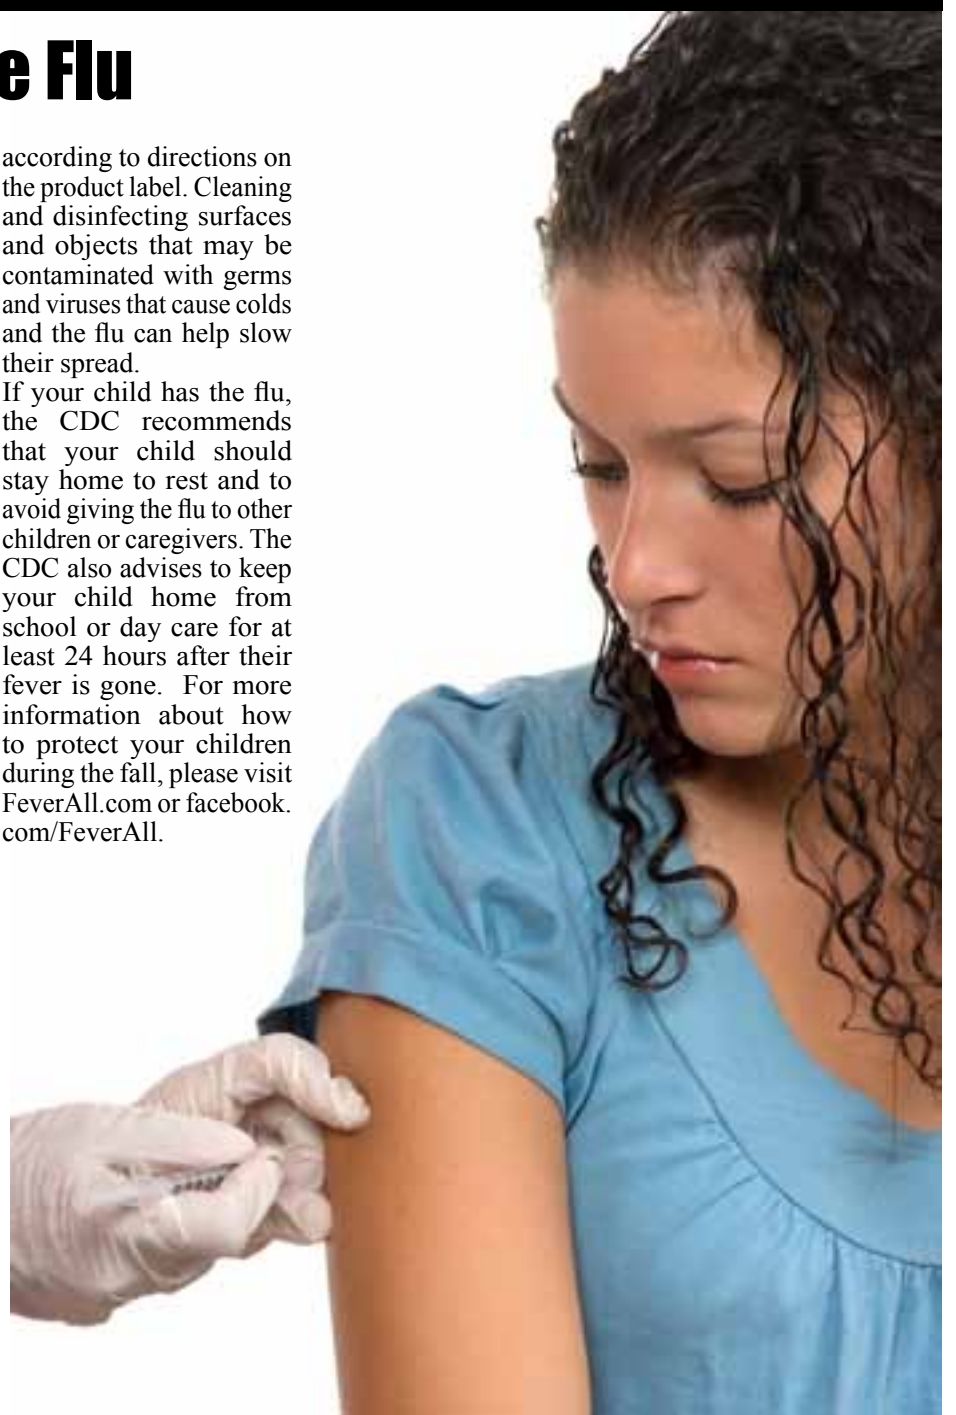 e Flu
according to directions on
the product label. Cleaning
and disinfecting surfaces
and objects that may be
contaminated with germs
and viruses that cause colds
and the flu can help slow
their spread.
If your child has the flu,
the CDC recommends
that your child should
stay home to rest and to
avoid giving the flu to other
children or caregivers. The
CDC also advises to keep
your child home from
school or day care for at
least 24 hours after their
fever is gone.  For more
information about how
to protect your children
during the fall, please visit
FeverAll.com or facebook.
com/FeverAll.